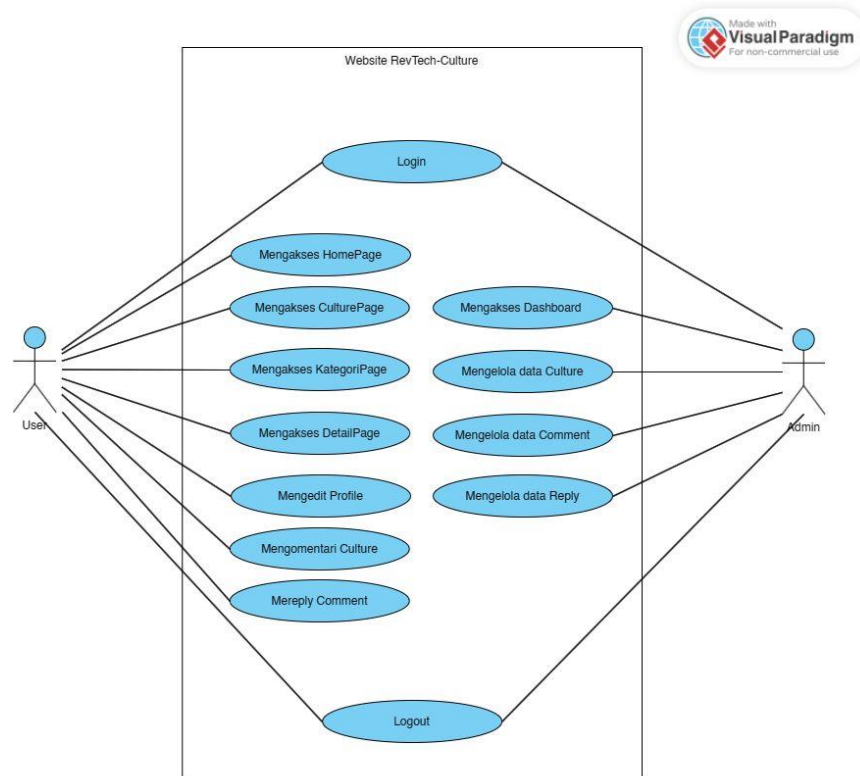 Made with
Visual Paradigm
For non-commercial use
Website RevTech-Culture
Login
Mengakses HomePage
Mengakses CulturePage
Mengakses Dashboard
Mengakses KategoriPage
Mengelola data Culture
User
Admin
Mengakses DetailPage
Mengelola data Comment
Mengedit Profile
Mengelola data Reply
Mengomentari Culture
Mereply Comment
Logout